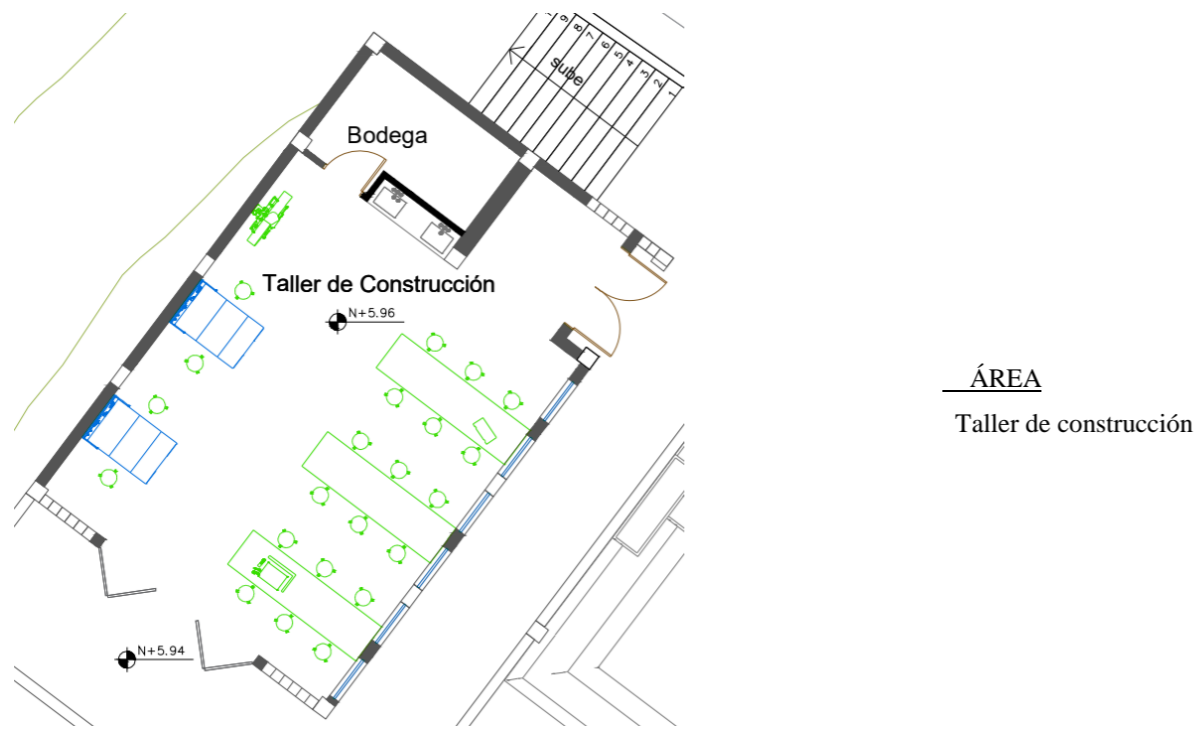 9
8
7
6
5
4
3
2
1
sube
Bodega
Taller de Construcción
N+5.96
N+5.94
ÁREA
Taller de construcción